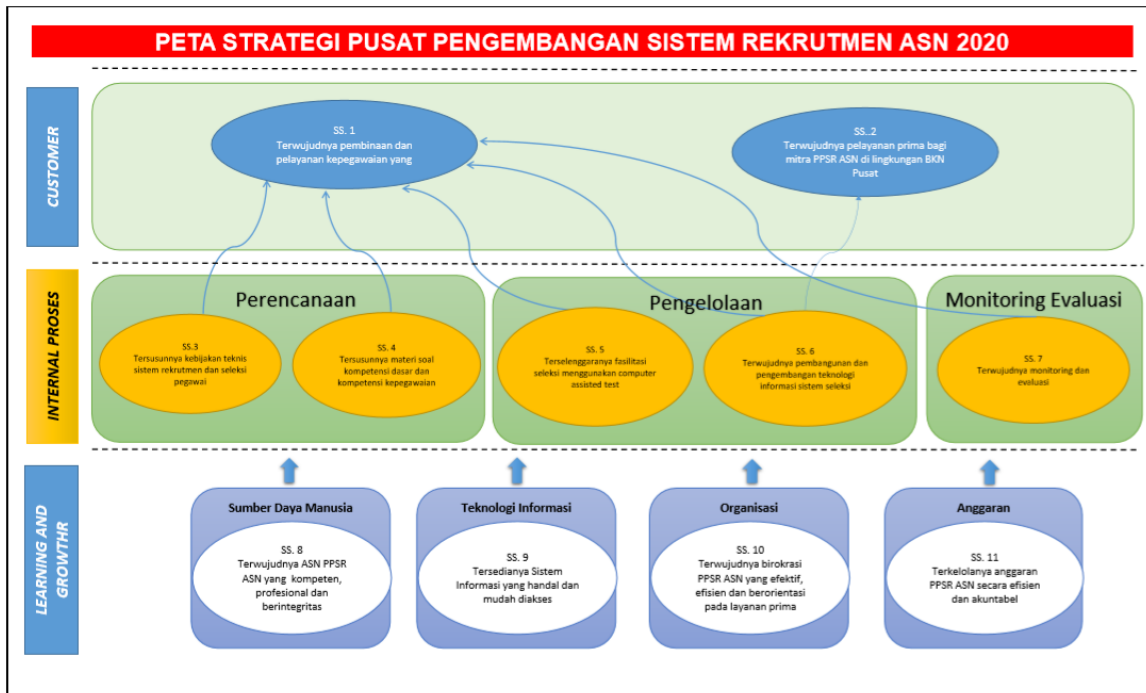 PETA STRATEGI PUSAT PENGEMBANGAN SISTEM REKRUTMEN ASN 2020
CUSTOMER
SS. 1
Terwujudnya pembinaan dan
pelayanan kepegawaian yang
SS..2
Terwujudnya pelayanan prima bagi
mitra PPSR ASN di lingkungan BKN
Pusat
INTERNAL PROSES
Perencanaan
SS.3
Tersusunnya kebijakan teknis
sistem rekrutmen dan seleksi
pegawai
SS. 4
Tersusunnya materi soal
kompetensi dasar dan
kompetensi kepegawaian
Pengelolaan
SS. 5
Terselenggaranya fasilitasi
seleksi menggunakan computer
assisted test
SS. 6
Terwujudnya pembangunan dan
pengembangan teknologi
informasi sistem seleksi
Monitoring Evaluasi
SS. 7
Terwujudnya monitoring dan
evaluasi
LEARNING AND
GROWTHR
Sumber Daya Manusia
SS. 8
Terwujudnya ASN PPSR
ASN yang kompeten,
profesional dan
berintegritas
Teknologi Informasi
SS. 9
Tersedianya Sistem
Informasi yang handal dan
mudah diakses
Organisasi
SS. 10
Terwujudnya birokrasi
PPSR ASN yang efektif,
efisien dan berorientasi
pada layanan prima
Anggaran
SS. 11
Terkelolanya anggaran
PPSR ASN secara efisien
dan akuntabel